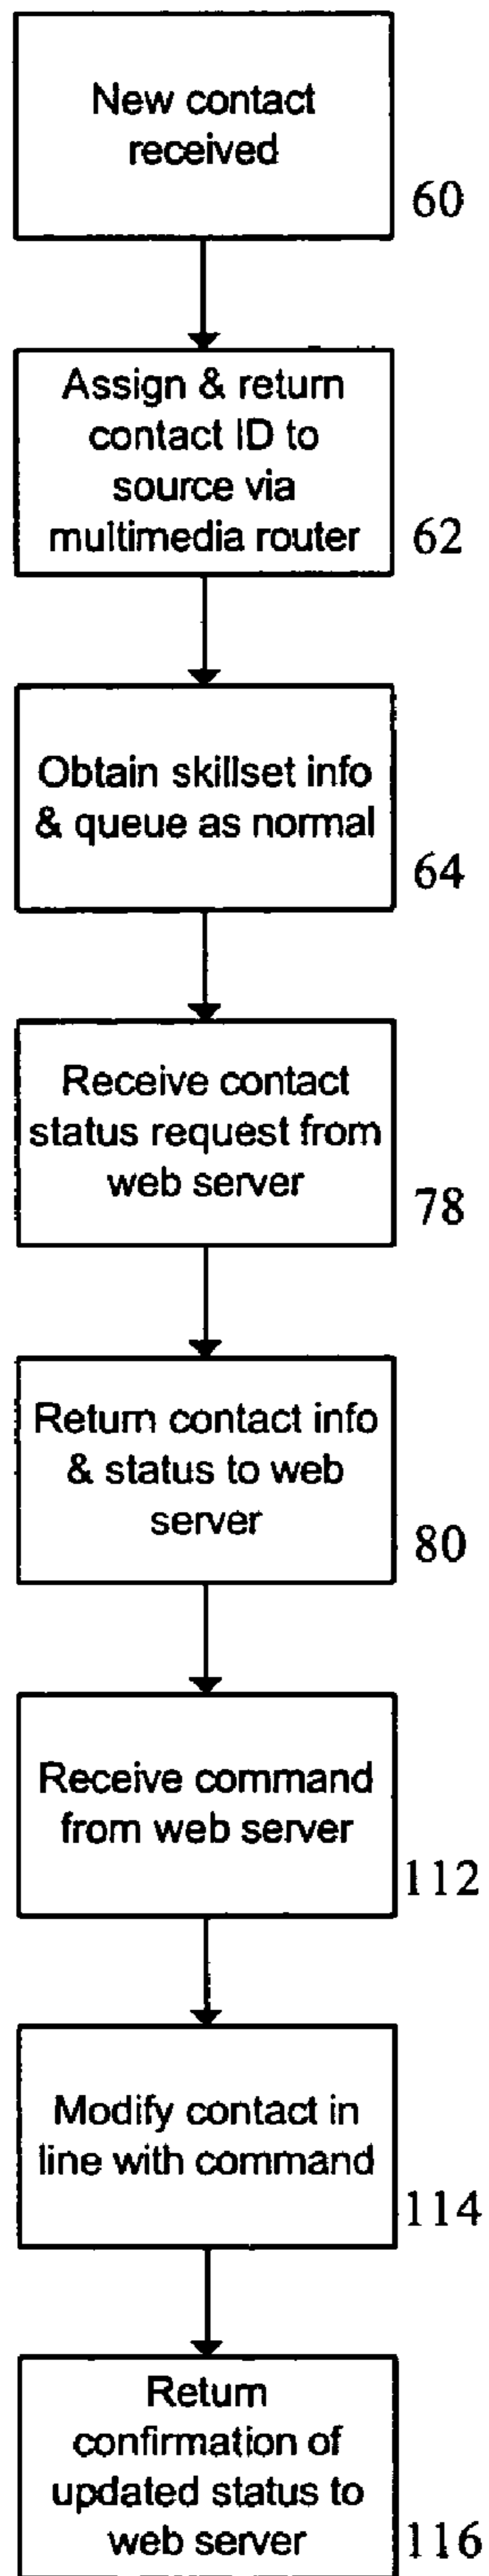 New contact
received
60
Assign & return
contact ID to
source via
multimedia router
62
Obtain skillset info
& queue as normal
64
Receive contact
status request from
web server
78
Return contact info
& status to web
server
80
Receive command
from web server
112
Modify contact in
line with command
114
Return
confirmation of
updated status to
web server
116